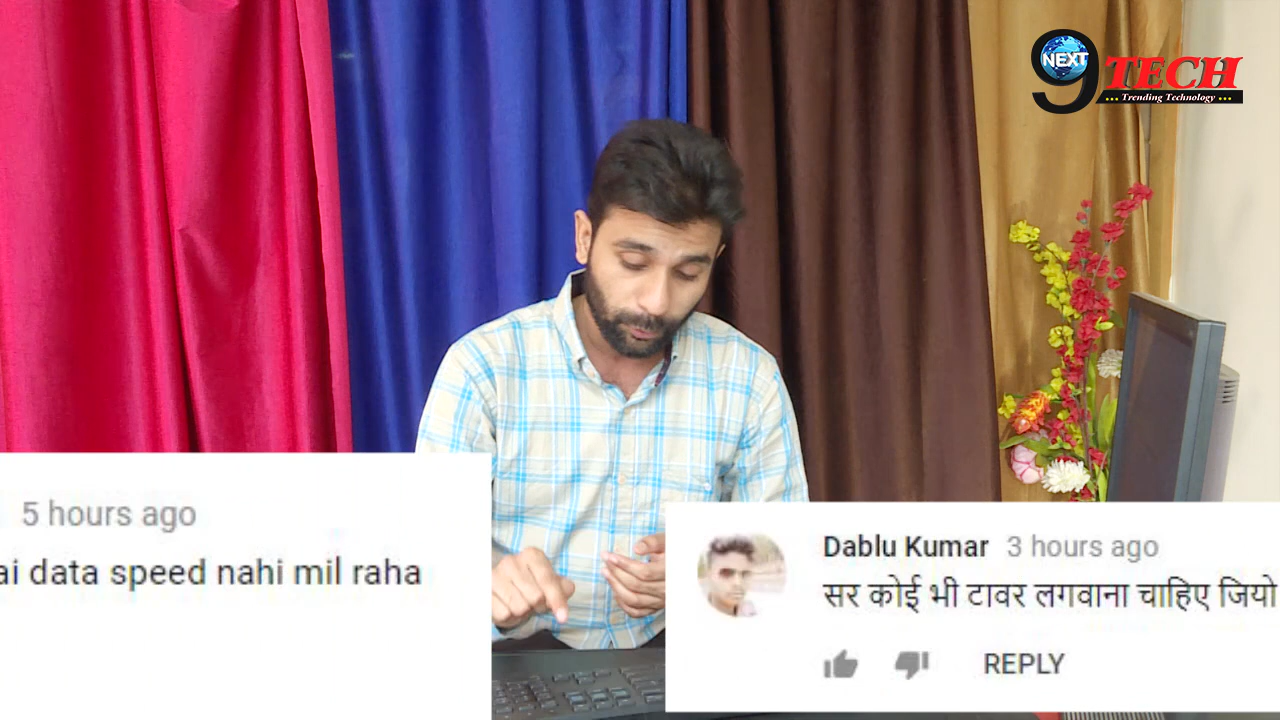 9 NEXT TECH
... Trending Technology ...
5 hours ago
ai data speed nahi mil raha
Dablu Kumar 3 hours ago
सर कोई भी टावर लगवाना चाहिए जियो
REPLY